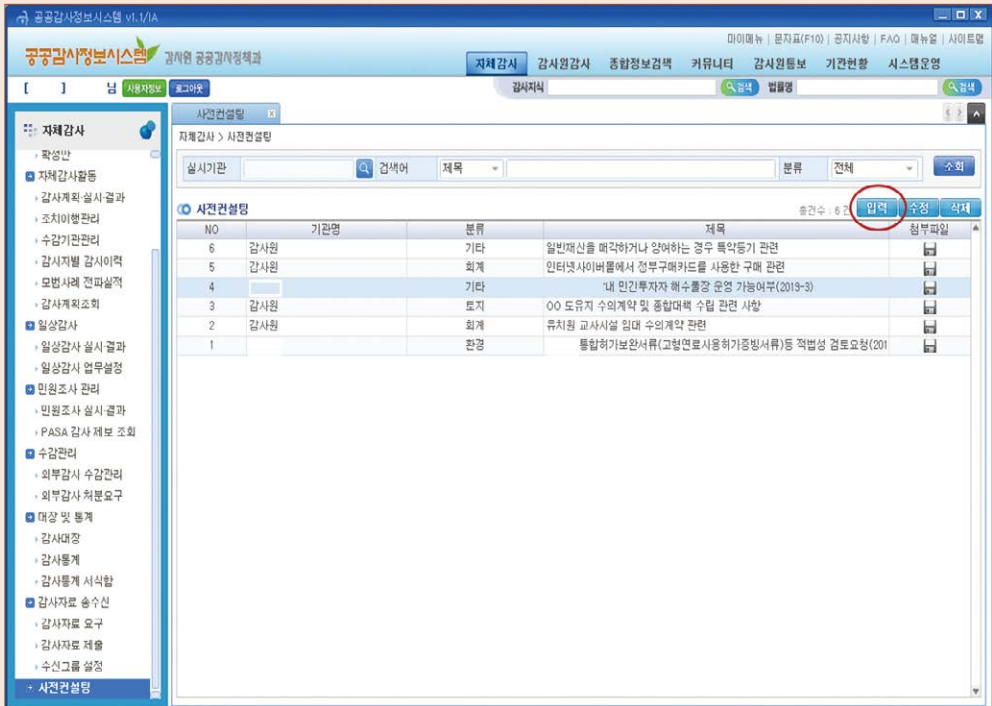 공공감사정보시스템 v1.1/IA
마이메뉴 | 문자표(F10) | 공지사항 | FAQ | 매뉴얼 | 사이트맵
공공감사정보시스템 감사원 공공감사정책과
자체감사 감사원감사 종합정보검색 커뮤니티 감사원통보 기관현황 시스템운영
[ ] 님 사용자정보 로그아웃 감사지식 검색 법률명 검색
사전컨설팅
자체감사 > 사전컨설팅
실시기관 검색어 제목 분류 전체 조회
사전컨설팅 총건수 : 6 건 입력 수정 삭제
NO 기관명 분류 제목 첨부파일
6 감사원 기타 일반재산을 매각하거나 양여하는 경우 특약등기 관련
5 감사원 회계 인터넷사이버몰에서 정부구매카드를 사용한 구매 관련
4 기타 '내 민간투자자 해수풀장 운영 가능여부(2019-3)
3 감사원 토지 OO 도유지 수의계약 및 종합대책 수립 관련 사항
2 감사원 회계 유치원 교사시설 임대 수의계약 관련
1 환경 통합허가보완서류(고형연료사용허가증빙서류)등 적법성 검토요청(201
자체감사
확성만
자체감사활동
감사계획·실시·결과
조치이행관리
수감기관관리
감사자별 감사이력
모범사례 전파실적
감사계획조회
일상감사
일상감사 실시·결과
일상감사 업무설정
민원조사 관리
민원조사 실시·결과
PASA 감사 제보 조회
수감관리
외부감사 수감관리
외부감사 처분요구
대장 및 통계
감사대장
감사통계
감사통계 서식함
감사자료 송수신
감사자료 요구
감사자료 제출
수신그룹 설정
사전컨설팅